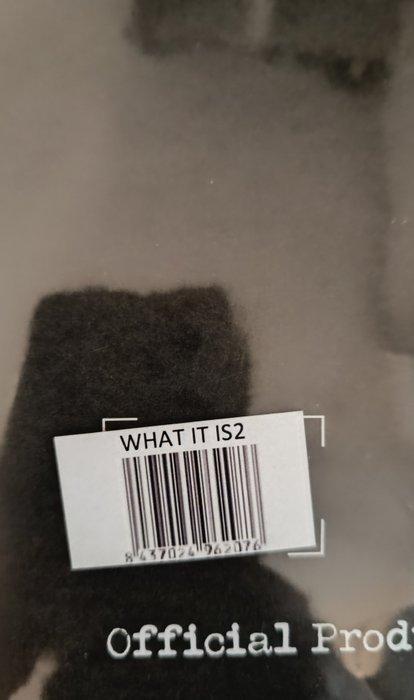 WHAT IT IS2
8 437024 962076
Official Prod